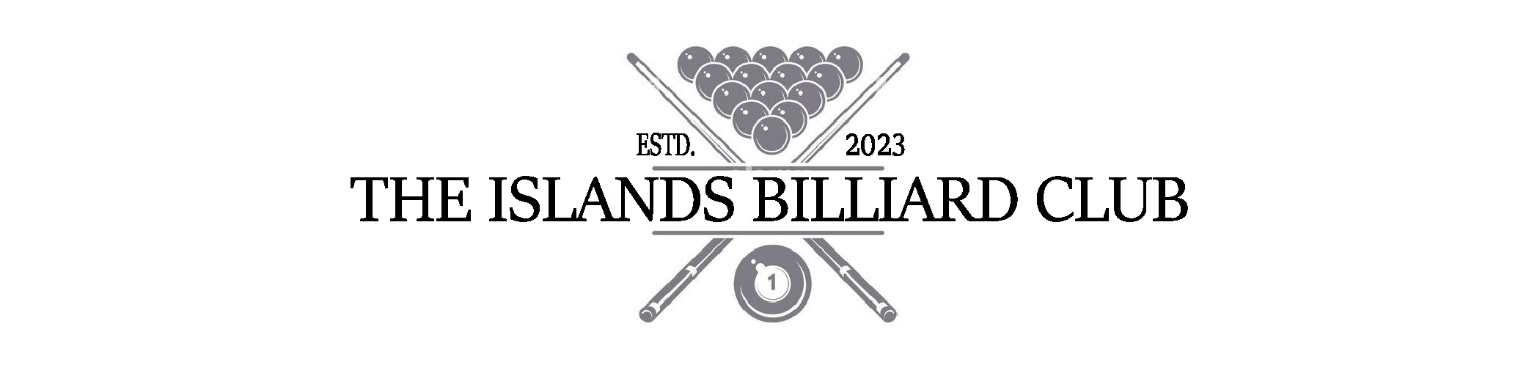 ESTD. 2023
THE ISLANDS BILLIARD CLUB
1